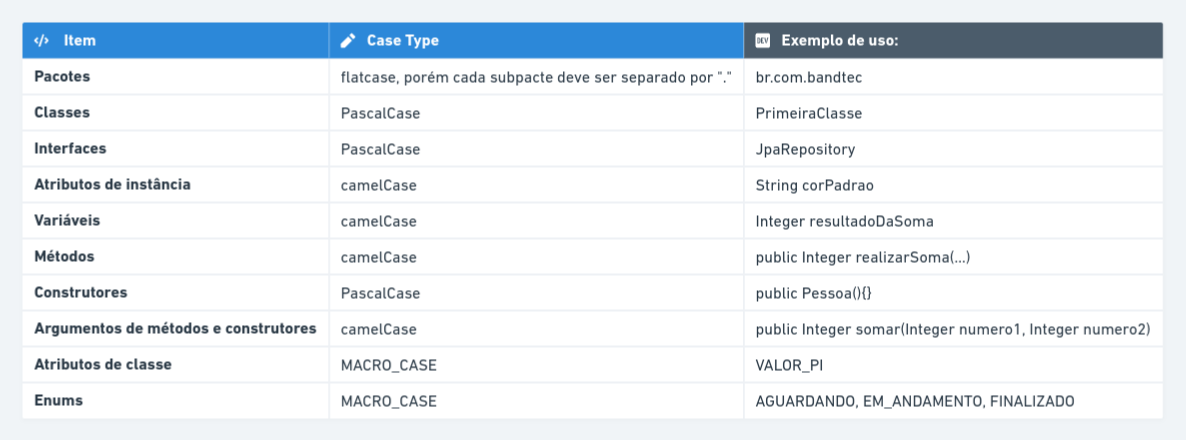 </> Item Case Type DEV Exemplo de uso:
Pacotes flatcase, porém cada subpacte deve ser separado por "." br.com.bandtec
Classes PascalCase PrimeiraClasse
Interfaces PascalCase JpaRepository
Atributos de instância camelCase String corPadrao
Variáveis camelCase Integer resultadoDaSoma
Métodos camelCase public Integer realizarSoma(...)
Construtores PascalCase public Pessoa(){}
Argumentos de métodos e construtores camelCase public Integer somar(Integer numero1, Integer numero2)
Atributos de classe MACRO_CASE VALOR_PI
Enums MACRO_CASE AGUARDANDO, EM_ANDAMENTO, FINALIZADO